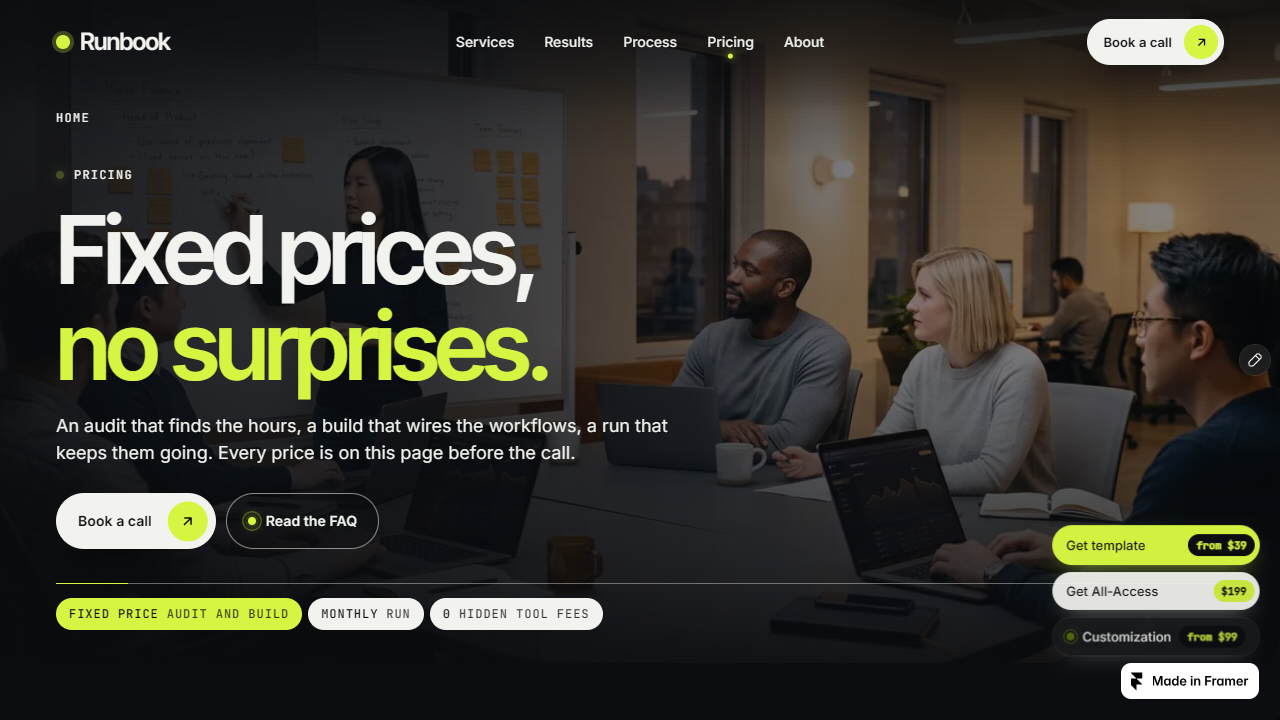 Runbook
Services
Results
Process
Pricing
About
Book a call
HOME
PRICING
Fixed prices,
no surprises.
An audit that finds the hours, a build that wires the workflows, a run that
keeps them going. Every price is on this page before the call.
Book a call
Read the FAQ
FIXED PRICE AUDIT AND BUILD
MONTHLY RUN
0 HIDDEN TOOL FEES
Get template from $39
Get All-Access $199
Customization from $99
Made in Framer